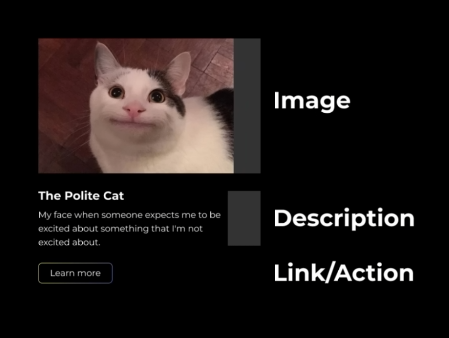 Image
The Polite Cat
My face when someone expects me to be
excited about something that I'm not
excited about.
Description
Learn more
Link/Action